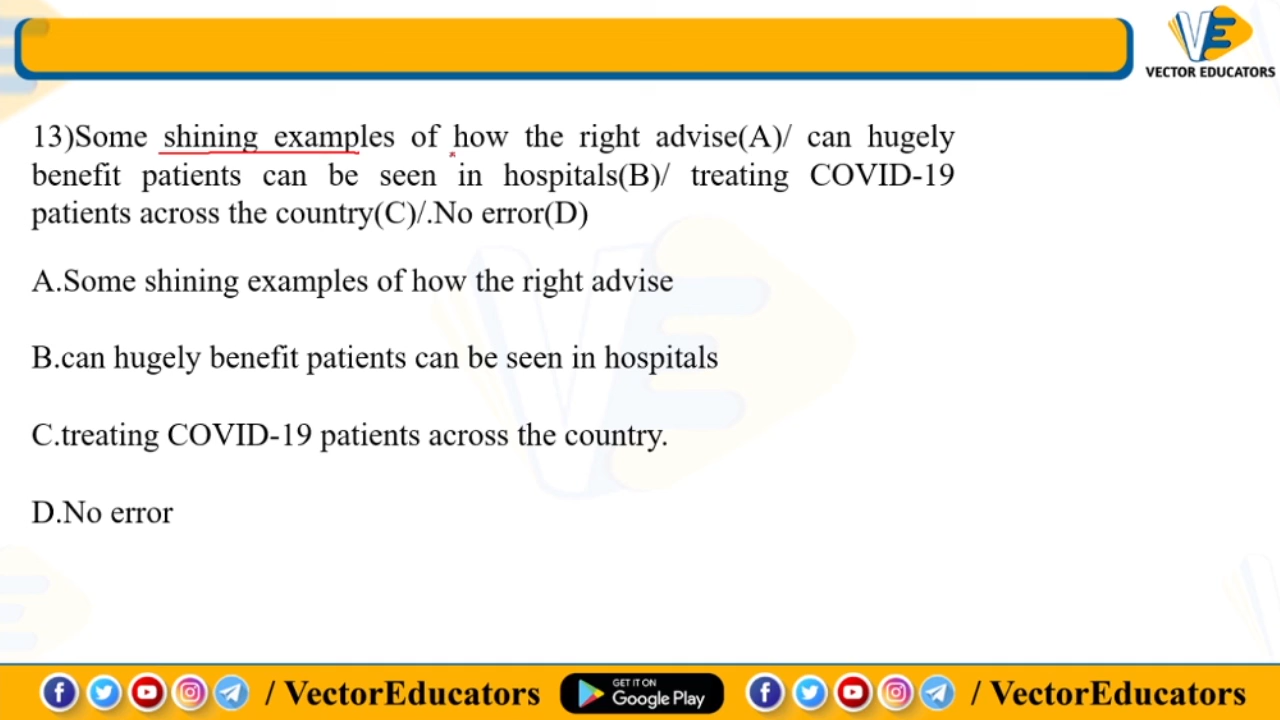 VECTOR EDUCATORS
13)Some shining examples of how the right advise(A)/ can hugely
benefit patients can be seen in hospitals(B)/ treating COVID-19
patients across the country(C)/.No error(D)
A.Some shining examples of how the right advise
B.can hugely benefit patients can be seen in hospitals
C.treating COVID-19 patients across the country.
D.No error
/ VectorEducators
GET IT ON
Google Play
/ VectorEducators